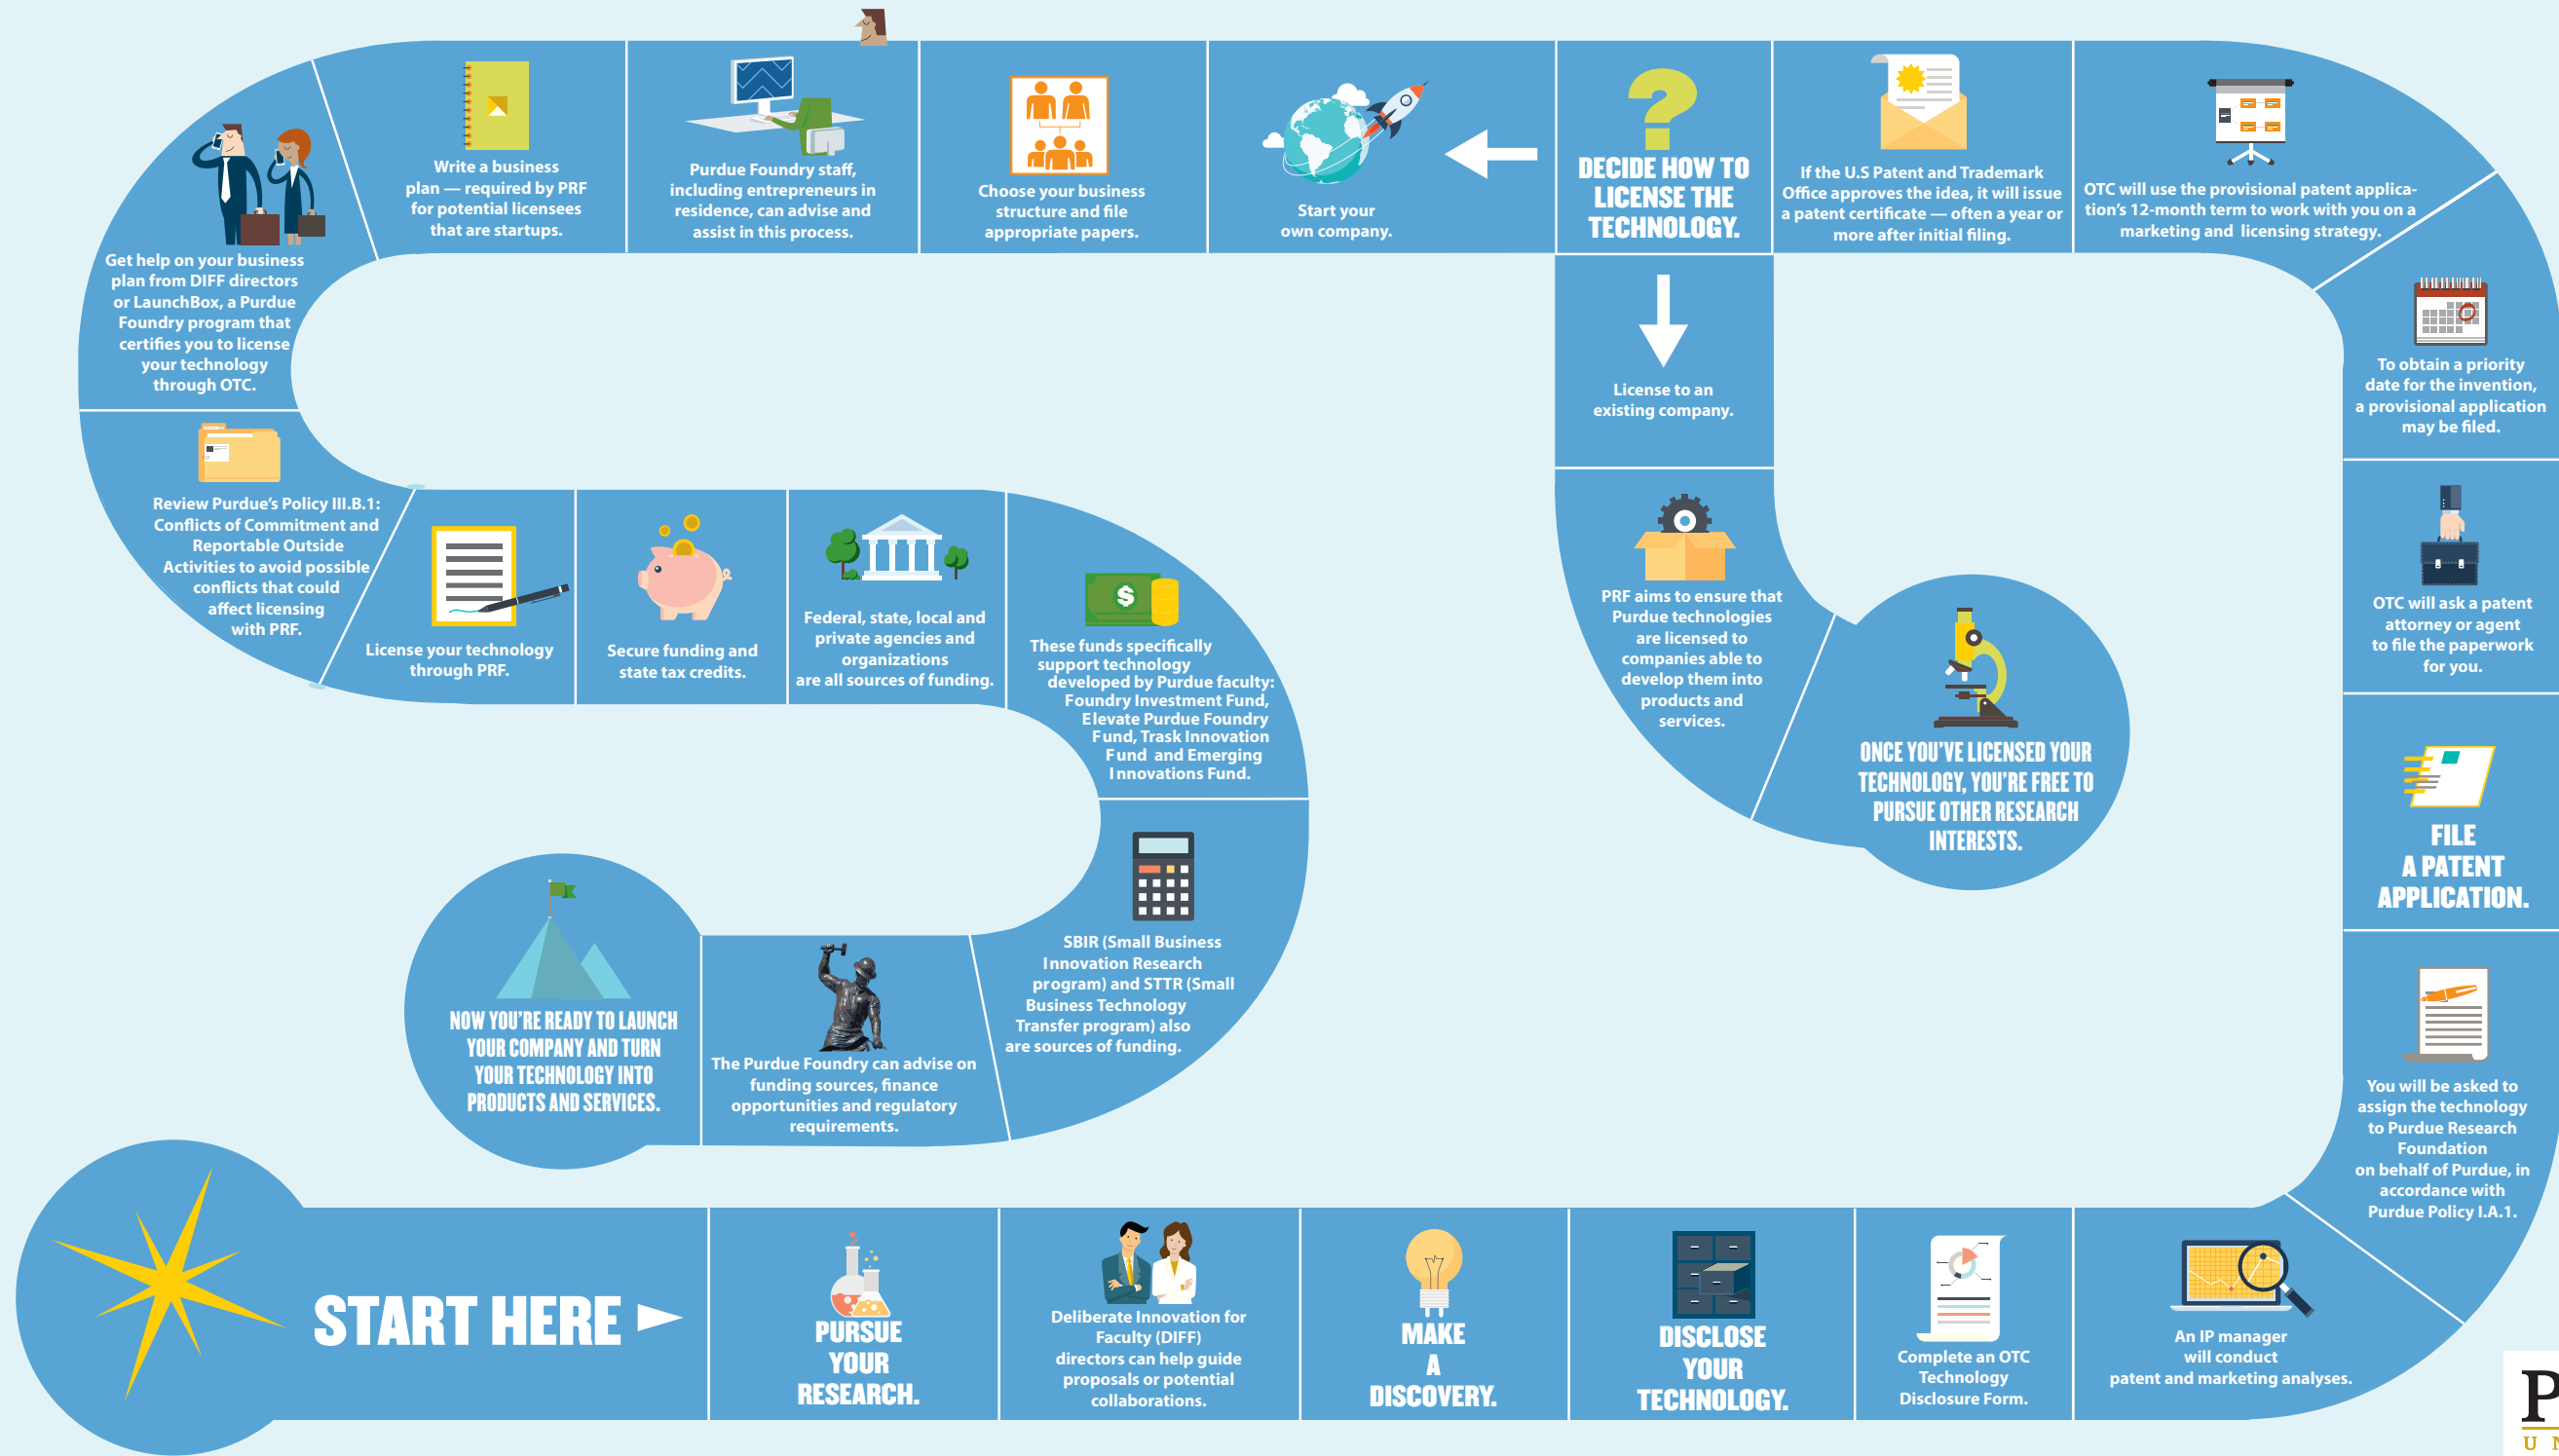 START HERE
PURSUE
YOUR
RESEARCH.
Deliberate Innovation for
Faculty (DIFF)
directors can help guide
proposals or potential
collaborations.
MAKE
A
DISCOVERY.
DISCLOSE
YOUR
TECHNOLOGY.
Complete an OTC
Technology
Disclosure Form.
An IP manager
will conduct
patent and marketing analyses.
You will be asked to
assign the technology
to Purdue Research
Foundation
on behalf of Purdue, in
accordance with
Purdue Policy I.A.1.
FILE
A PATENT
APPLICATION.
OTC will ask a patent
attorney or agent
to file the paperwork
for you.
To obtain a priority
date for the invention,
a provisional application
may be filed.
OTC will use the provisional patent applica-
tion's 12-month term to work with you on a
marketing and licensing strategy.
If the U.S Patent and Trademark
Office approves the idea, it will issue
a patent certificate — often a year or
more after initial filing.
DECIDE HOW TO
LICENSE THE
TECHNOLOGY.
License to an
existing company.
PRF aims to ensure that
Purdue technologies
are licensed to
companies able to
develop them into
products and
services.
ONCE YOU'VE LICENSED YOUR
TECHNOLOGY, YOU'RE FREE TO
PURSUE OTHER RESEARCH
INTERESTS.
Start your
own company.
Choose your business
structure and file
appropriate papers.
Purdue Foundry staff,
including entrepreneurs in
residence, can advise and
assist in this process.
Write a business
plan — required by PRF
for potential licensees
that are startups.
Get help on your business
plan from DIFF directors
or LaunchBox, a Purdue
Foundry program that
certifies you to license
your technology
through OTC.
Review Purdue's Policy III.B.1:
Conflicts of Commitment and
Reportable Outside
Activities to avoid possible
conflicts that could
affect licensing
with PRF.
License your technology
through PRF.
Secure funding and
state tax credits.
Federal, state, local and
private agencies and
organizations
are all sources of funding.
These funds specifically
support technology
developed by Purdue faculty:
Foundry Investment Fund,
Elevate Purdue Foundry
Fund, Trask Innovation
Fund and Emerging
Innovations Fund.
SBIR (Small Business
Innovation Research
program) and STTR (Small
Business Technology
Transfer program) also
are sources of funding.
The Purdue Foundry can advise on
funding sources, finance
opportunities and regulatory
requirements.
NOW YOU'RE READY TO LAUNCH
YOUR COMPANY AND TURN
YOUR TECHNOLOGY INTO
PRODUCTS AND SERVICES.
P
U